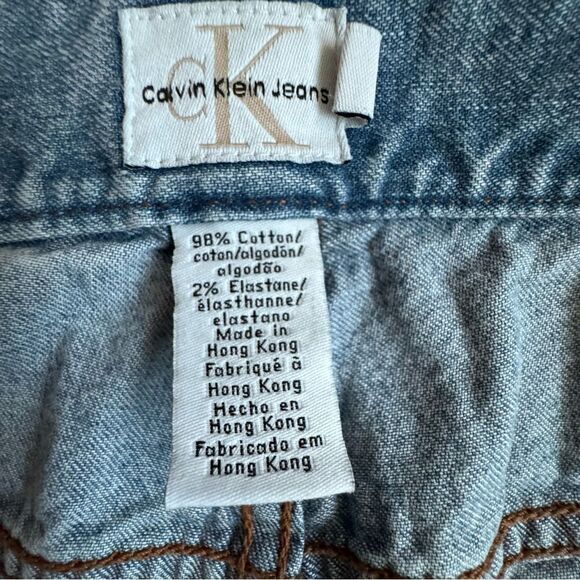 CK
Calvin Klein Jeans
98% Cotton/
coton/algodón/
algodão
2% Elastane/
élasthanne/
elastano
Made in
Hong Kong
Fabriqué à
Hong Kong
Hecho en
Hong Kong
Fabricado em
Hong Kong